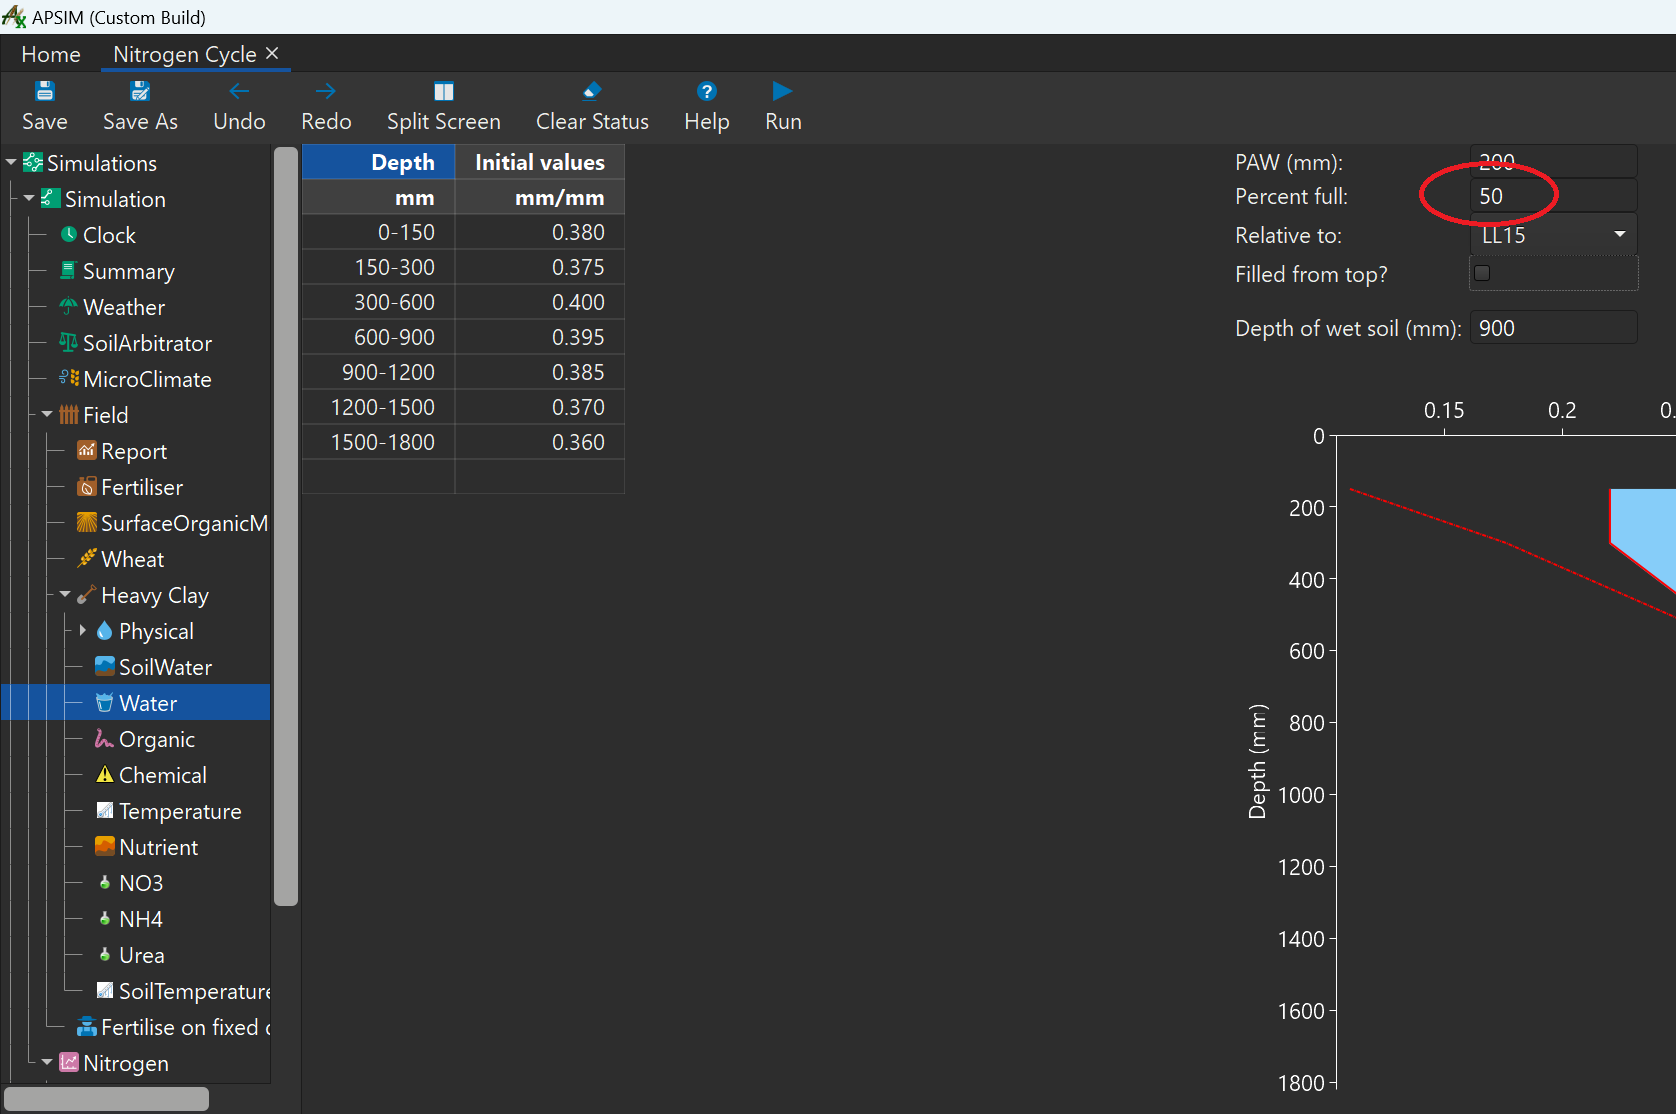 APSIM (Custom Build)
Home Nitrogen Cycle ×
Save Save As Undo Redo Split Screen Clear Status Help Run
Simulations
Simulation
Clock
Summary
Weather
SoilArbitrator
MicroClimate
Field
Report
Fertiliser
SurfaceOrganicM
Wheat
Heavy Clay
Physical
SoilWater
Water
Organic
Chemical
Temperature
Nutrient
NO3
NH4
Urea
SoilTemperature
Fertilise on fixed
Nitrogen
Depth Initial values
mm mm/mm
0-150 0.380
150-300 0.375
300-600 0.400
600-900 0.395
900-1200 0.385
1200-1500 0.370
1500-1800 0.360
PAW (mm): 200
Percent full: 50
Relative to: LL15
Filled from top?
Depth of wet soil (mm): 900
0.15 0.2 0.
0
200
400
600
800
1000
1200
1400
1600
1800
Depth (mm)